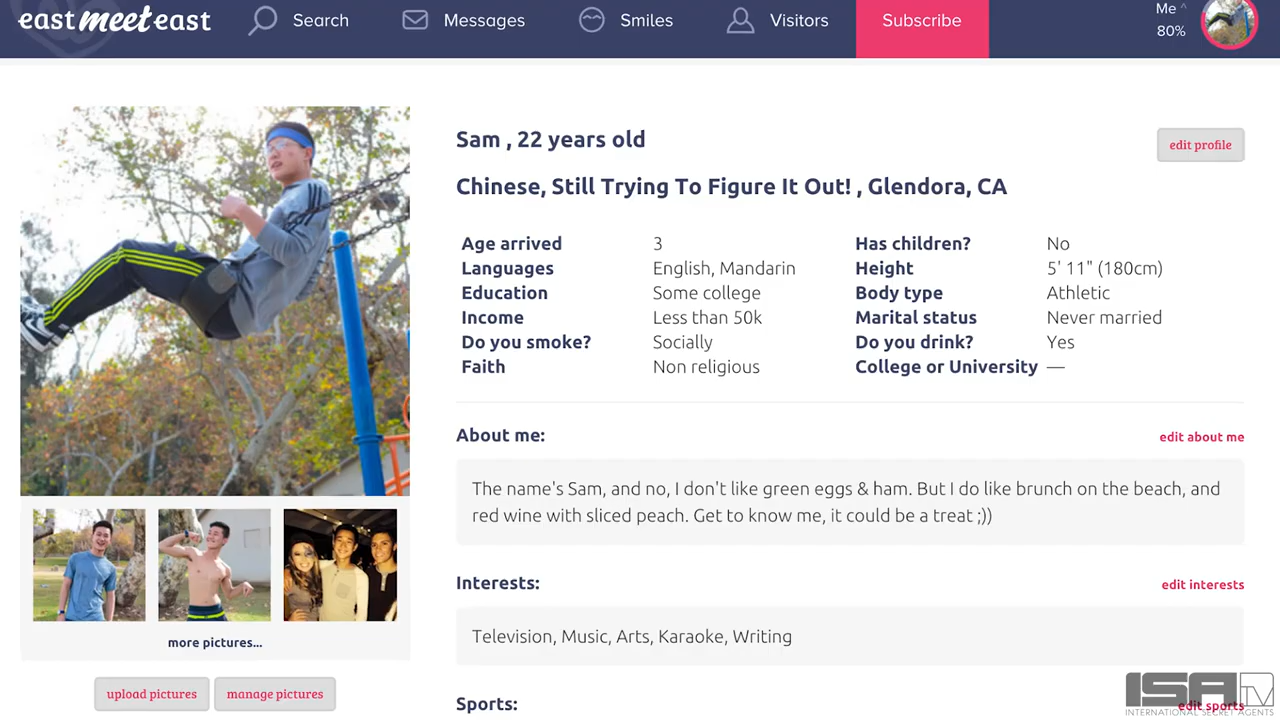 eastmeeteast
Search
Messages
Smiles
Visitors
Subscribe
Me ^
80%
Sam , 22 years old
edit profile
Chinese, Still Trying To Figure It Out! , Glendora, CA
Age arrived 3 Has children? No
Languages English, Mandarin Height 5' 11" (180cm)
Education Some college Body type Athletic
Income Less than 50k Marital status Never married
Do you smoke? Socially Do you drink? Yes
Faith Non religious College or University —
About me:
edit about me
The name's Sam, and no, I don't like green eggs & ham. But I do like brunch on the beach, and
red wine with sliced peach. Get to know me, it could be a treat ;))
Interests:
edit interests
Television, Music, Arts, Karaoke, Writing
more pictures...
upload pictures
manage pictures
Sports:
edit sports
ISATV
INTERNATIONAL SECRET AGENTS